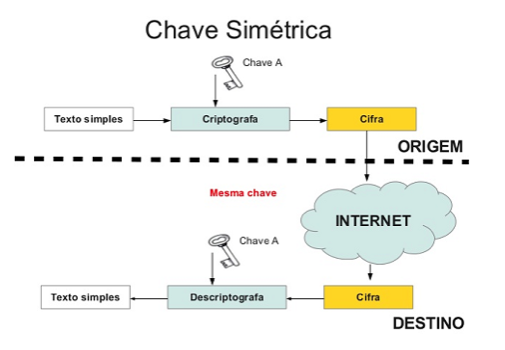 Chave Simétrica
Chave A
Texto simples
Criptografa
Cifra
ORIGEM
Mesma chave
INTERNET
Chave A
Texto simples
Descriptografa
Cifra
DESTINO